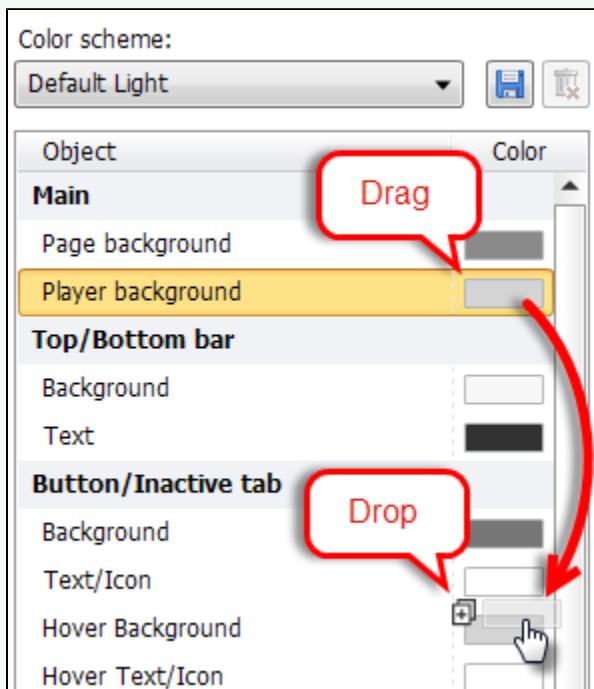 Color scheme:
Default Light
Object Color
Main
Drag
Page background
Player background
Top/Bottom bar
Background
Text
Button/Inactive tab
Drop
Background
Text/Icon
Hover Background
Hover Text/Icon